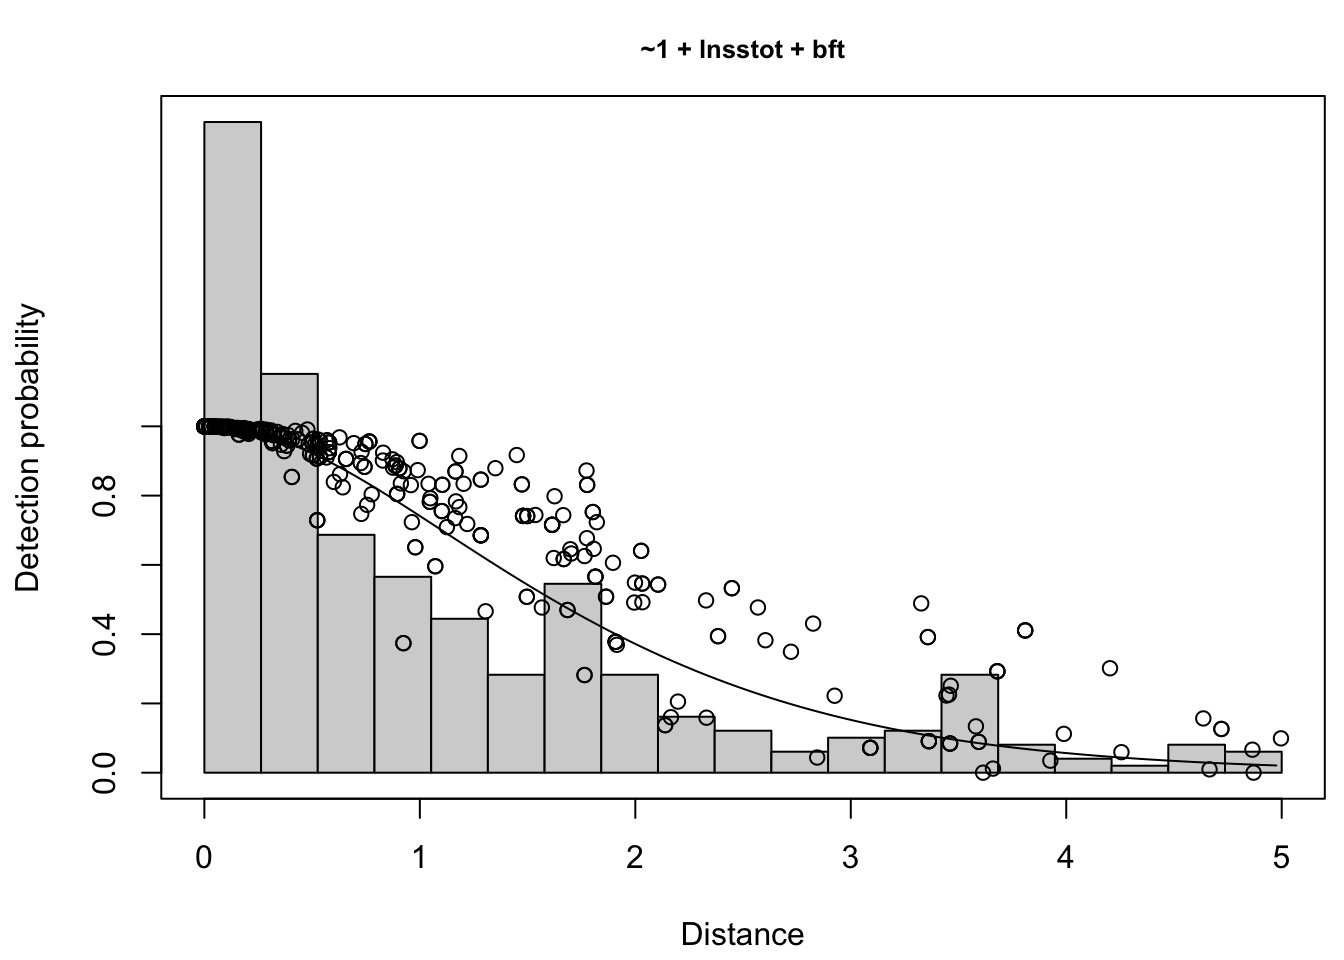 ~1 + lnsstot + bft
Detection probability
0.8
0.4
0.0
0 1 2 3 4 5
Distance